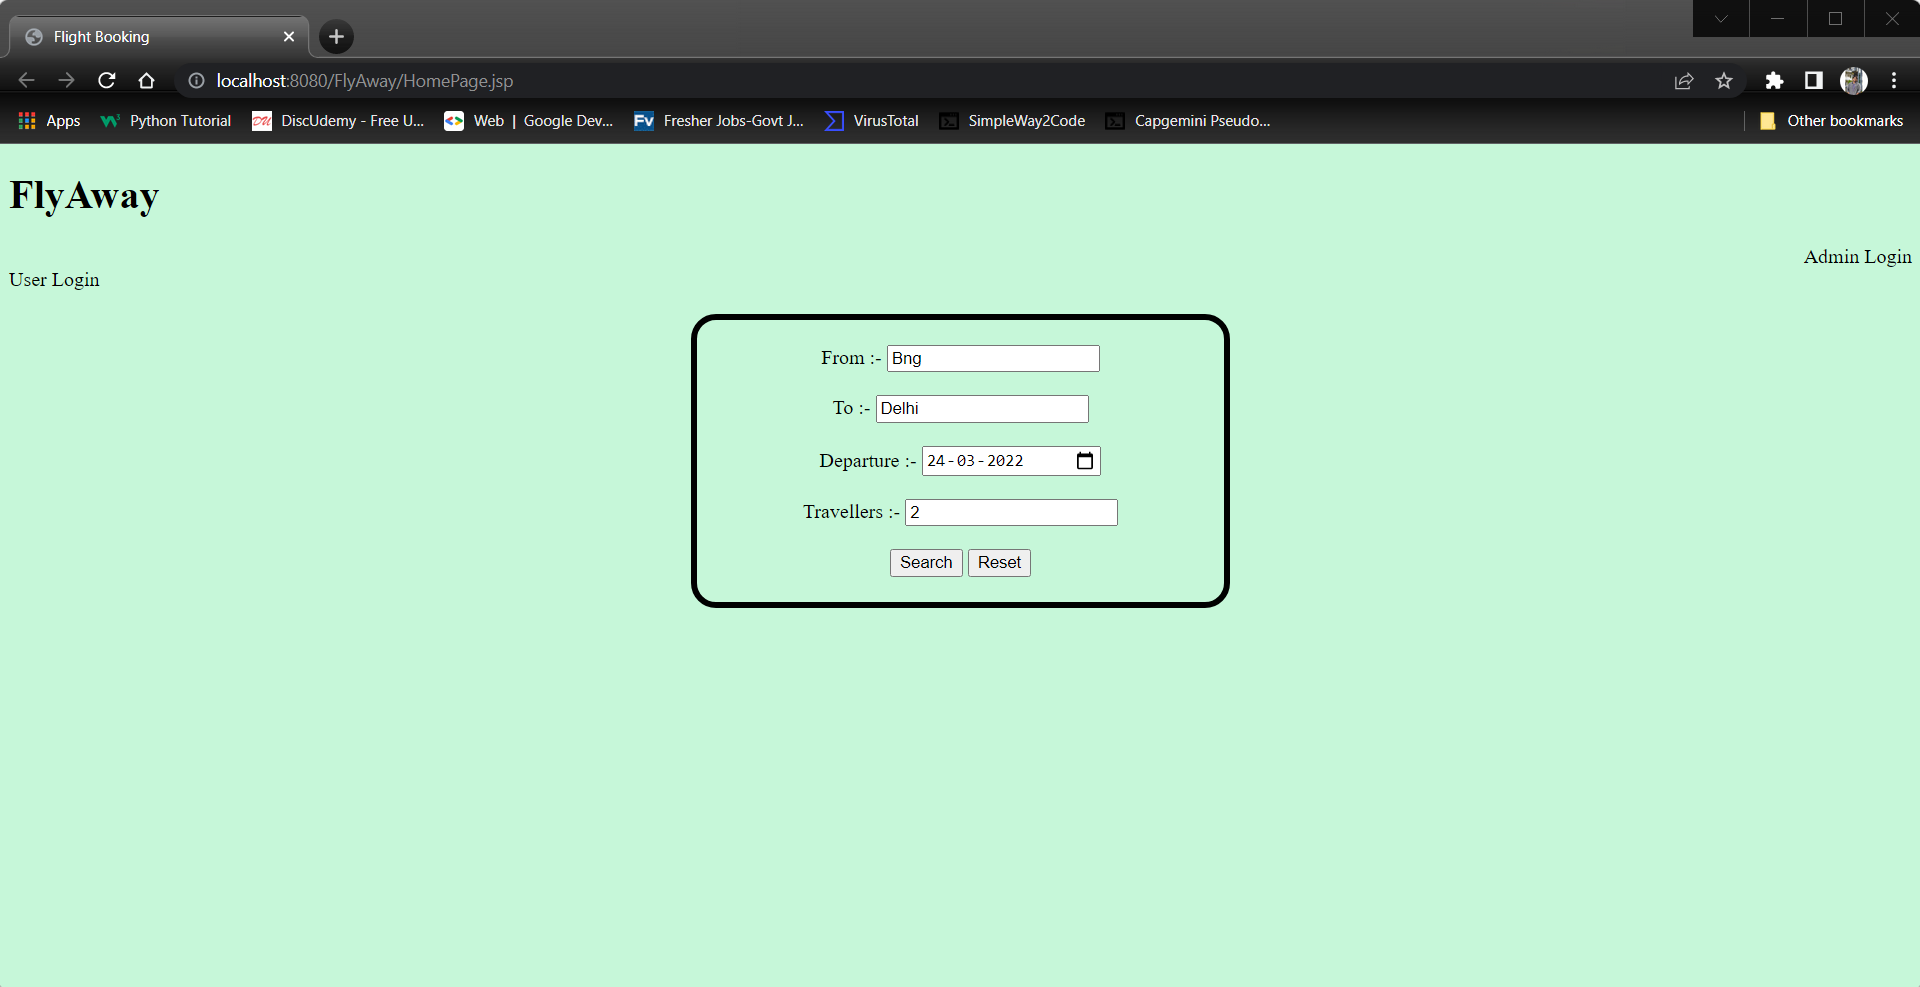 Flight Booking
localhost:8080/FlyAway/HomePage.jsp
Apps Python Tutorial DiscUdemy - Free U... Web | Google Dev... Fresher Jobs-Govt J... VirusTotal SimpleWay2Code Capgemini Pseudo... Other bookmarks
FlyAway
Admin Login
User Login
From :- Bng
To :- Delhi
Departure :- 24-03-2022
Travellers :- 2
Search Reset